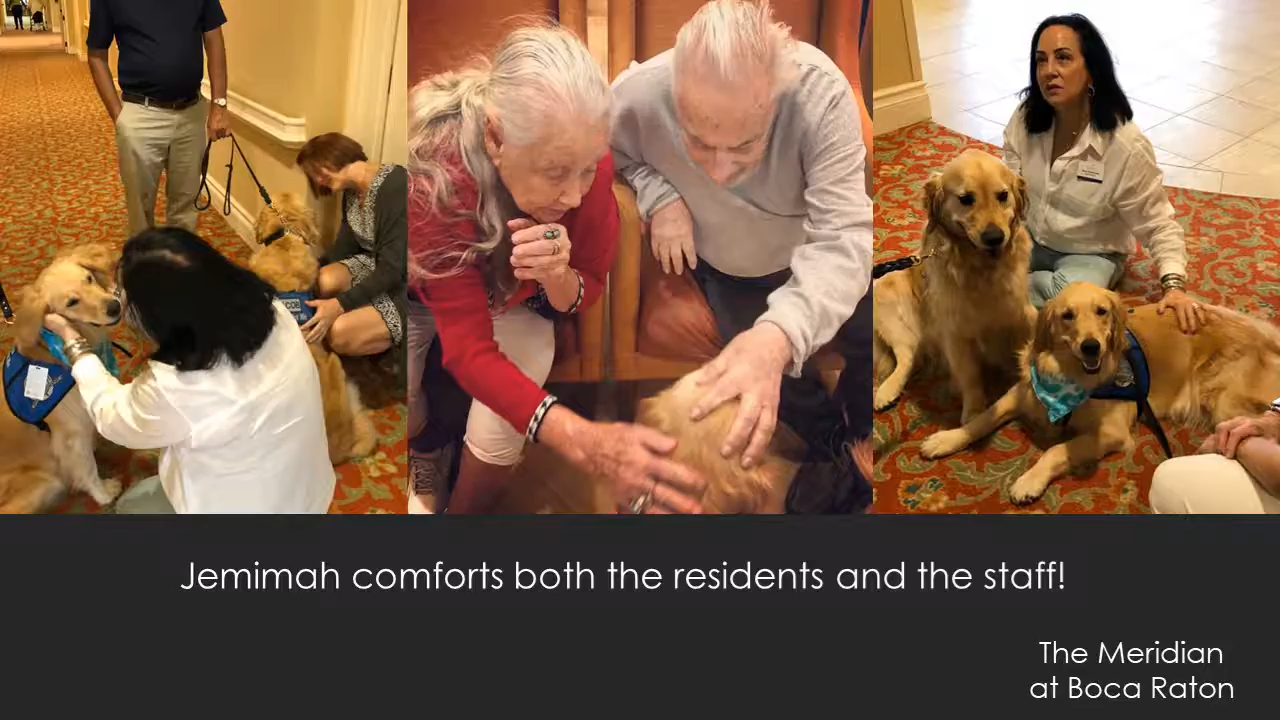 Jemimah comforts both the residents and the staff!
The Meridian
at Boca Raton